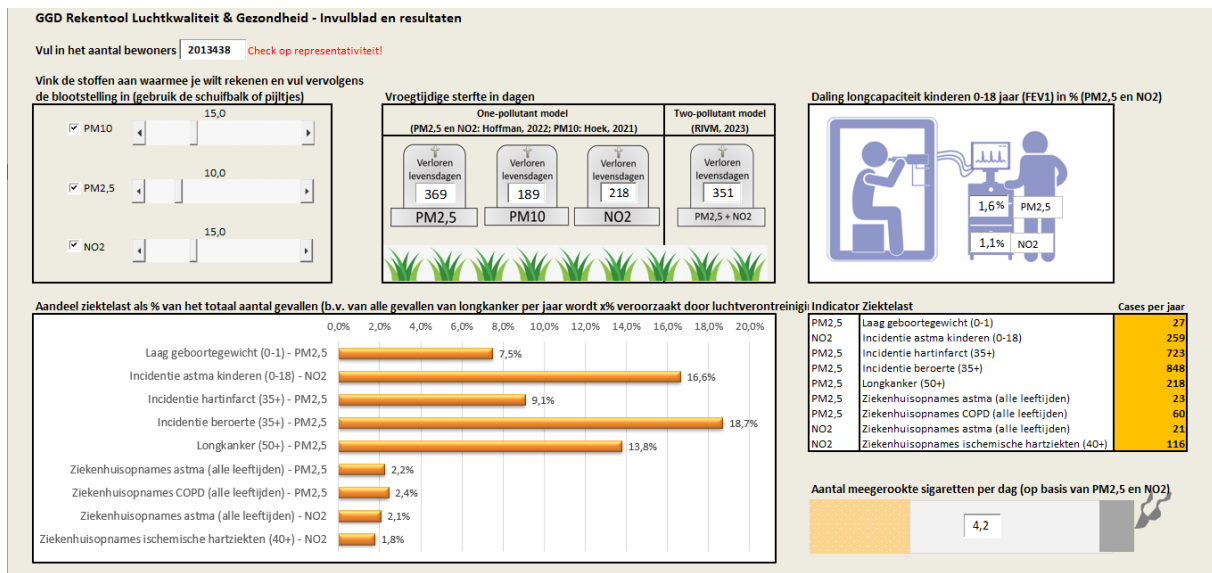 GGD Rekentool Luchtkwaliteit & Gezondheid - Invulblad en resultaten
Vul in het aantal bewoners 2013438 Check op representativiteit!
Vink de stoffen aan waarmee je wilt rekenen en vul vervolgens
de blootstelling in (gebruik de schuifbalk of pijltjes)
15,0
PM10
10,0
PM2,5
15,0
NO2
Vroegtijdige sterfte in dagen
One-pollutant model
(PM2,5 en NO2: Hoffman, 2022; PM10: Hoek, 2021)
Two-pollutant model
(RIVM, 2023)
Verloren
levensdagen
369
PM2,5
Verloren
levensdagen
189
PM10
Verloren
levensdagen
218
NO2
Verloren
levensdagen
351
PM2,5 + NO2
Daling longcapaciteit kinderen 0-18 jaar (FEV1) in % (PM2,5 en NO2)
1,6% PM2,5
1,1% NO2
Aandeel ziektelast als % van het totaal aantal gevallen (b.v. van alle gevallen van longkanker per jaar wordt x% veroorzaakt door luchtverontreinigi
0,0% 2,0% 4,0% 6,0% 8,0% 10,0% 12,0% 14,0% 16,0% 18,0% 20,0%
Laag geboortegewicht (0-1) - PM2,5 7,5%
Incidentie astma kinderen (0-18) - NO2 16,6%
Incidentie hartinfarct (35+) - PM2,5 9,1%
Incidentie beroerte (35+) - PM2,5 18,7%
Longkanker (50+) - PM2,5 13,8%
Ziekenhuisopnames astma (alle leeftijden) - PM2,5 2,2%
Ziekenhuisopnames COPD (alle leeftijden) - PM2,5 2,4%
Ziekenhuisopnames astma (alle leeftijden) - NO2 2,1%
Ziekenhuisopnames ischemische hartziekten (40+) - NO2 1,8%
Indicator Ziektelast Cases per jaar
PM2,5 Laag geboortegewicht (0-1) 27
NO2 Incidentie astma kinderen (0-18) 259
PM2,5 Incidentie hartinfarct (35+) 723
PM2,5 Incidentie beroerte (35+) 848
PM2,5 Longkanker (50+) 218
PM2,5 Ziekenhuisopnames astma (alle leeftijden) 23
PM2,5 Ziekenhuisopnames COPD (alle leeftijden) 60
NO2 Ziekenhuisopnames astma (alle leeftijden) 21
NO2 Ziekenhuisopnames ischemische hartziekten (40+) 116
Aantal meegerookte sigaretten per dag (op basis van PM2,5 en NO2)
4,2